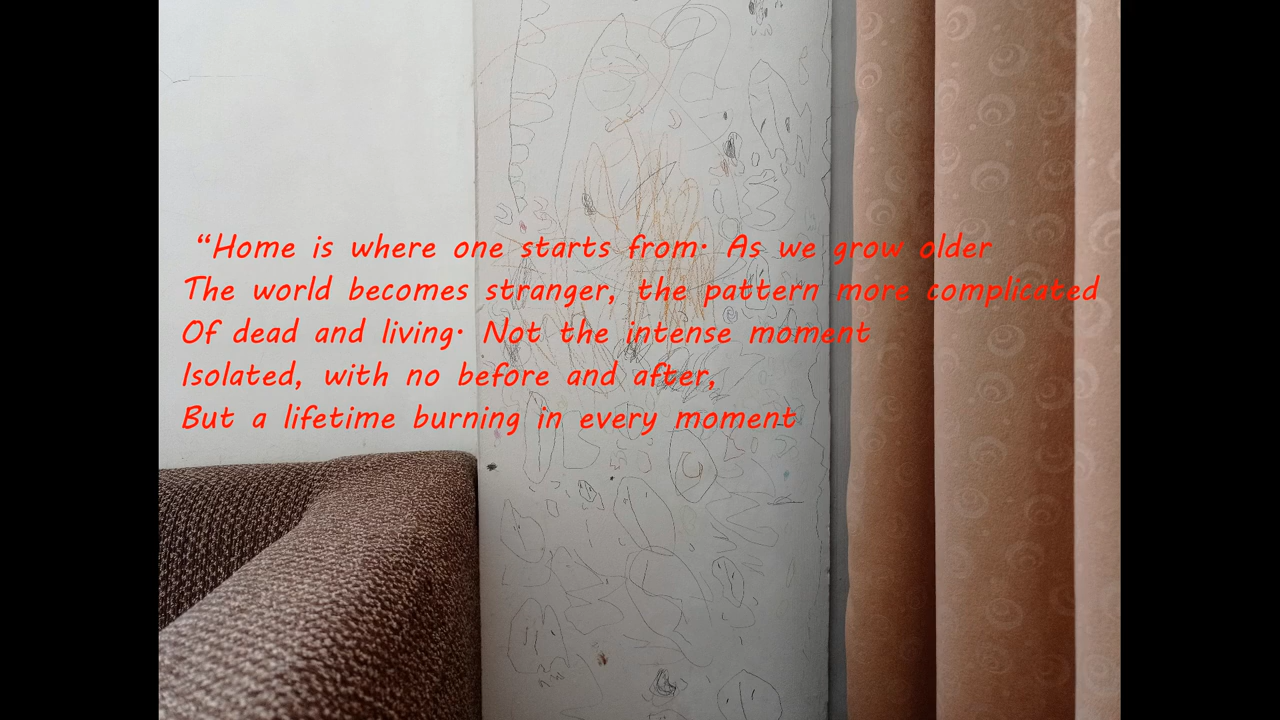 “Home is where one starts from. As we grow older
The world becomes stranger, the pattern more complicated
Of dead and living. Not the intense moment
Isolated, with no before and after,
But a lifetime burning in every moment